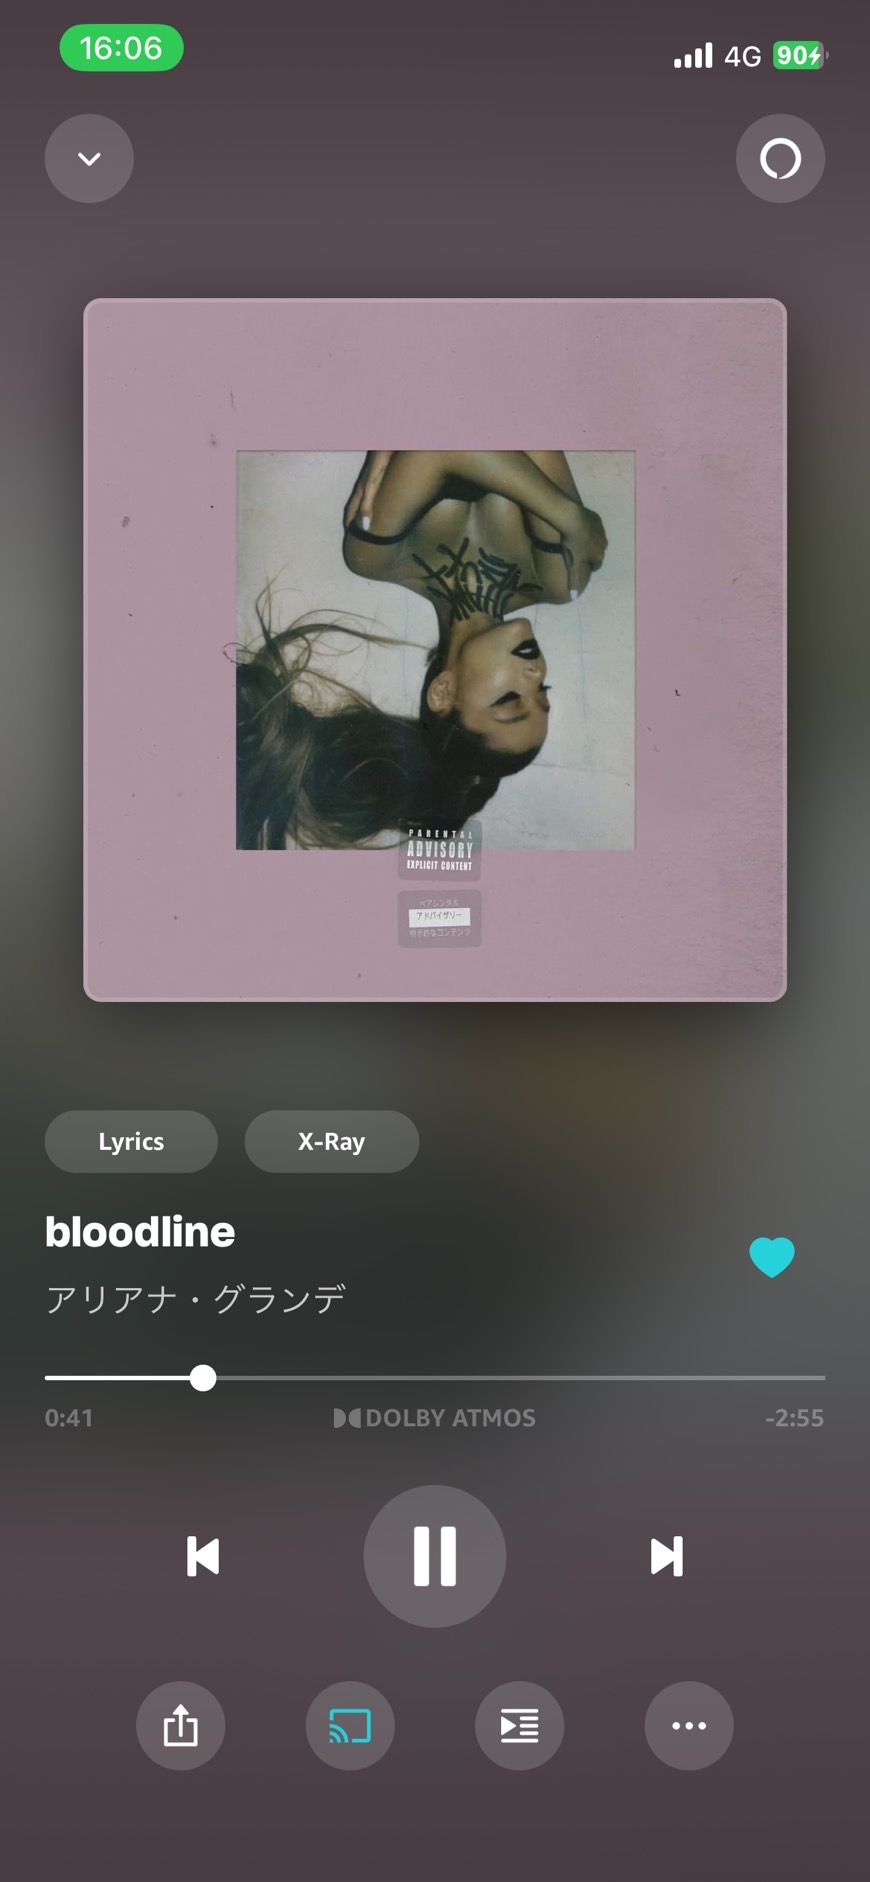 16:06
4G 90
PARENTAL
ADVISORY
EXPLICIT CONTENT
ペアレンタル
アドバイザリー
明示的なコンテンツ
Lyrics X-Ray
bloodline
アリアナ・グランデ
0:41 DOLBY ATMOS -2:55